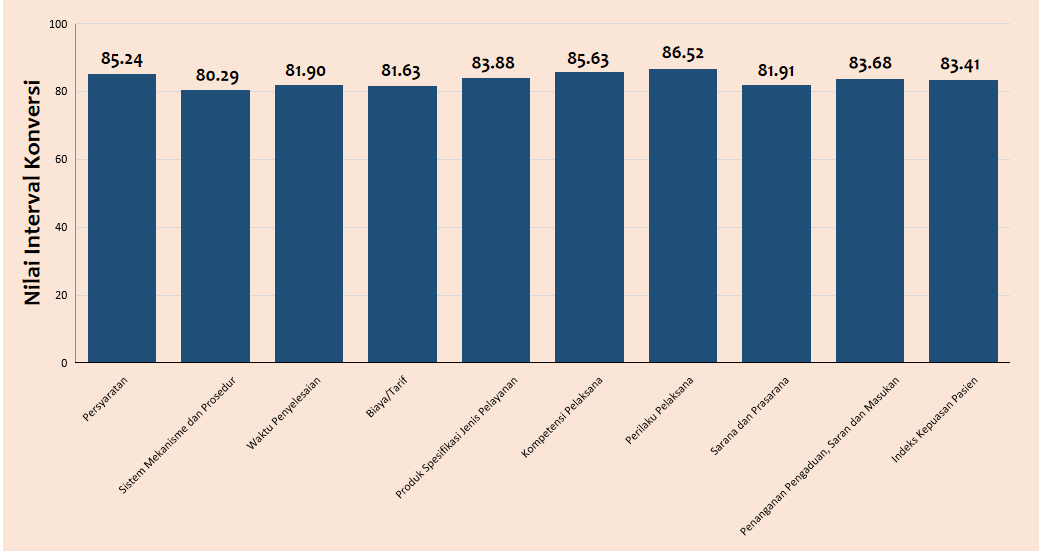 Nilai Interval Konversi
100
80
60
40
20
0
85.24
80.29
81.90
81.63
83.88
85.63
86.52
81.91
83.68
83.41
Persyaratan
Sistem Mekanisme dan Prosedur
Waktu Penyelesaian
Biaya/Tarif
Produk Spesifikasi Jenis Pelayanan
Kompetensi Pelaksana
Perilaku Pelaksana
Sarana dan Prasarana
Penanganan Pengaduan, Saran dan Masukan
Indeks Kepuasan Pasien